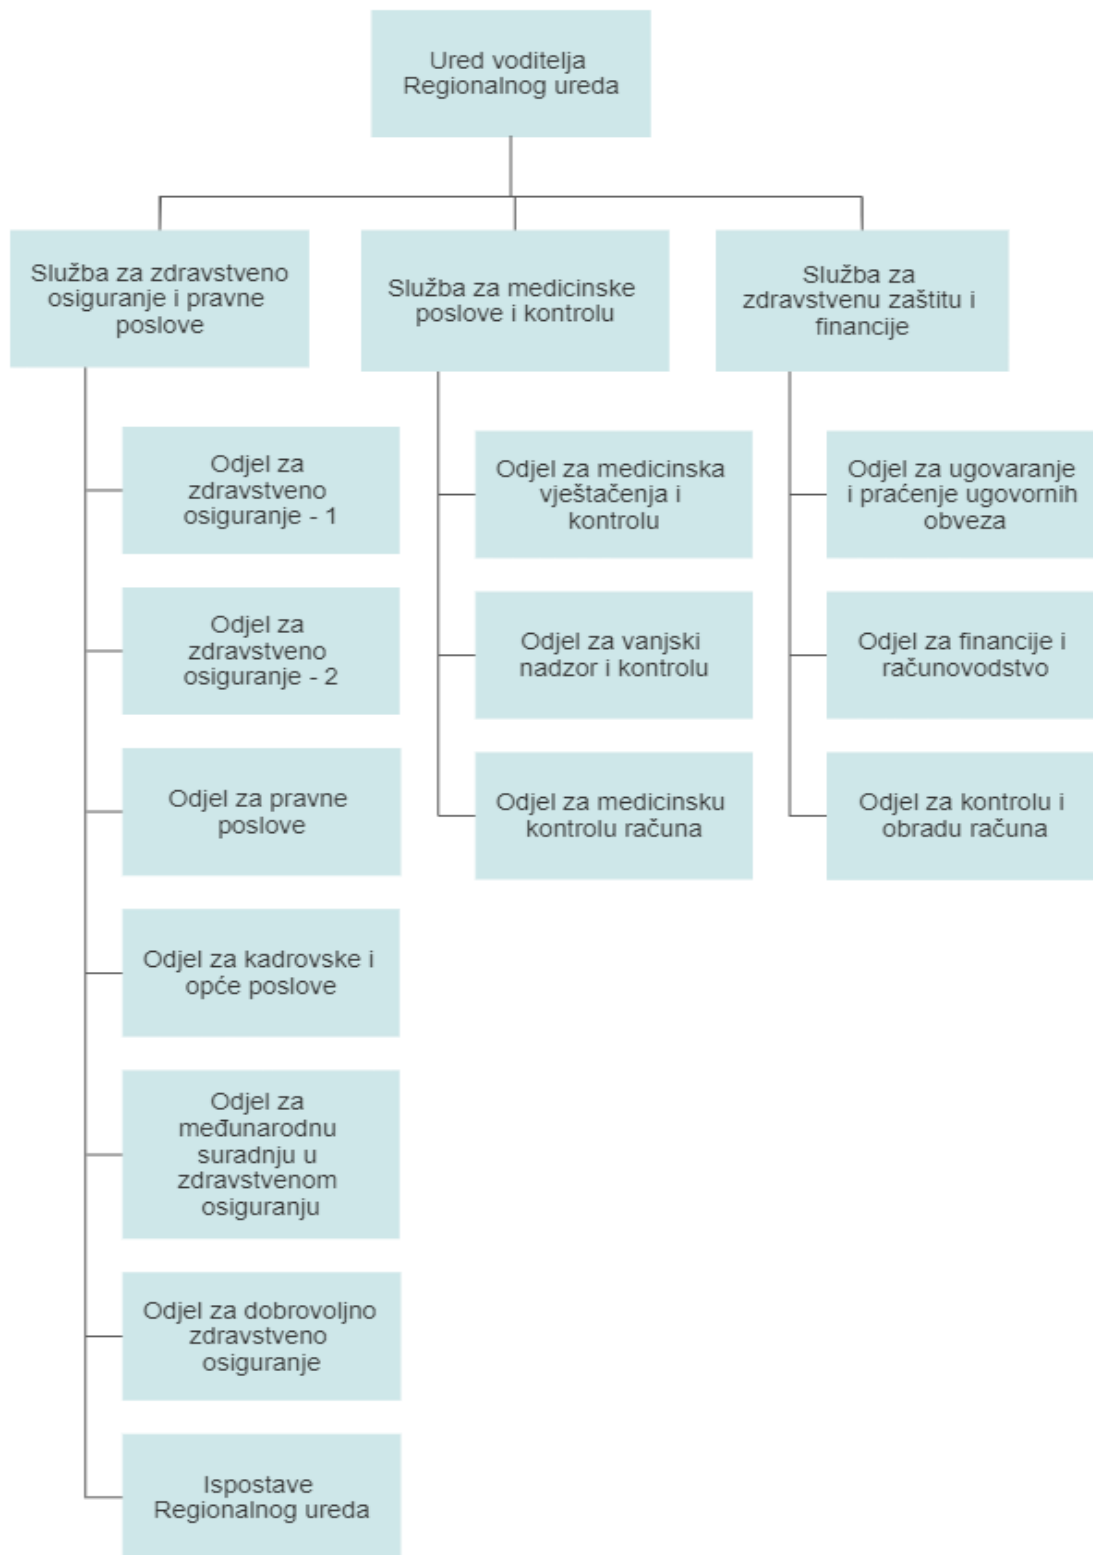 Ured voditelja
Regionalnog ureda
Služba za zdravstveno
osiguranje i pravne
poslove
Služba za medicinske
poslove i kontrolu
Služba za
zdravstvenu zaštitu i
financije
Odjel za
zdravstveno
osiguranje - 1
Odjel za
zdravstveno
osiguranje - 2
Odjel za pravne
poslove
Odjel za kadrovske i
opće poslove
Odjel za
međunarodnu
suradnju u
zdravstvenom
osiguranju
Odjel za dobrovoljno
zdravstveno
osiguranje
Ispostave
Regionalnog ureda
Odjel za medicinska
vještačenja i
kontrolu
Odjel za vanjski
nadzor i kontrolu
Odjel za medicinsku
kontrolu računa
Odjel za ugovaranje
i praćenje ugovornih
obveza
Odjel za financije i
računovodstvo
Odjel za kontrolu i
obradu računa